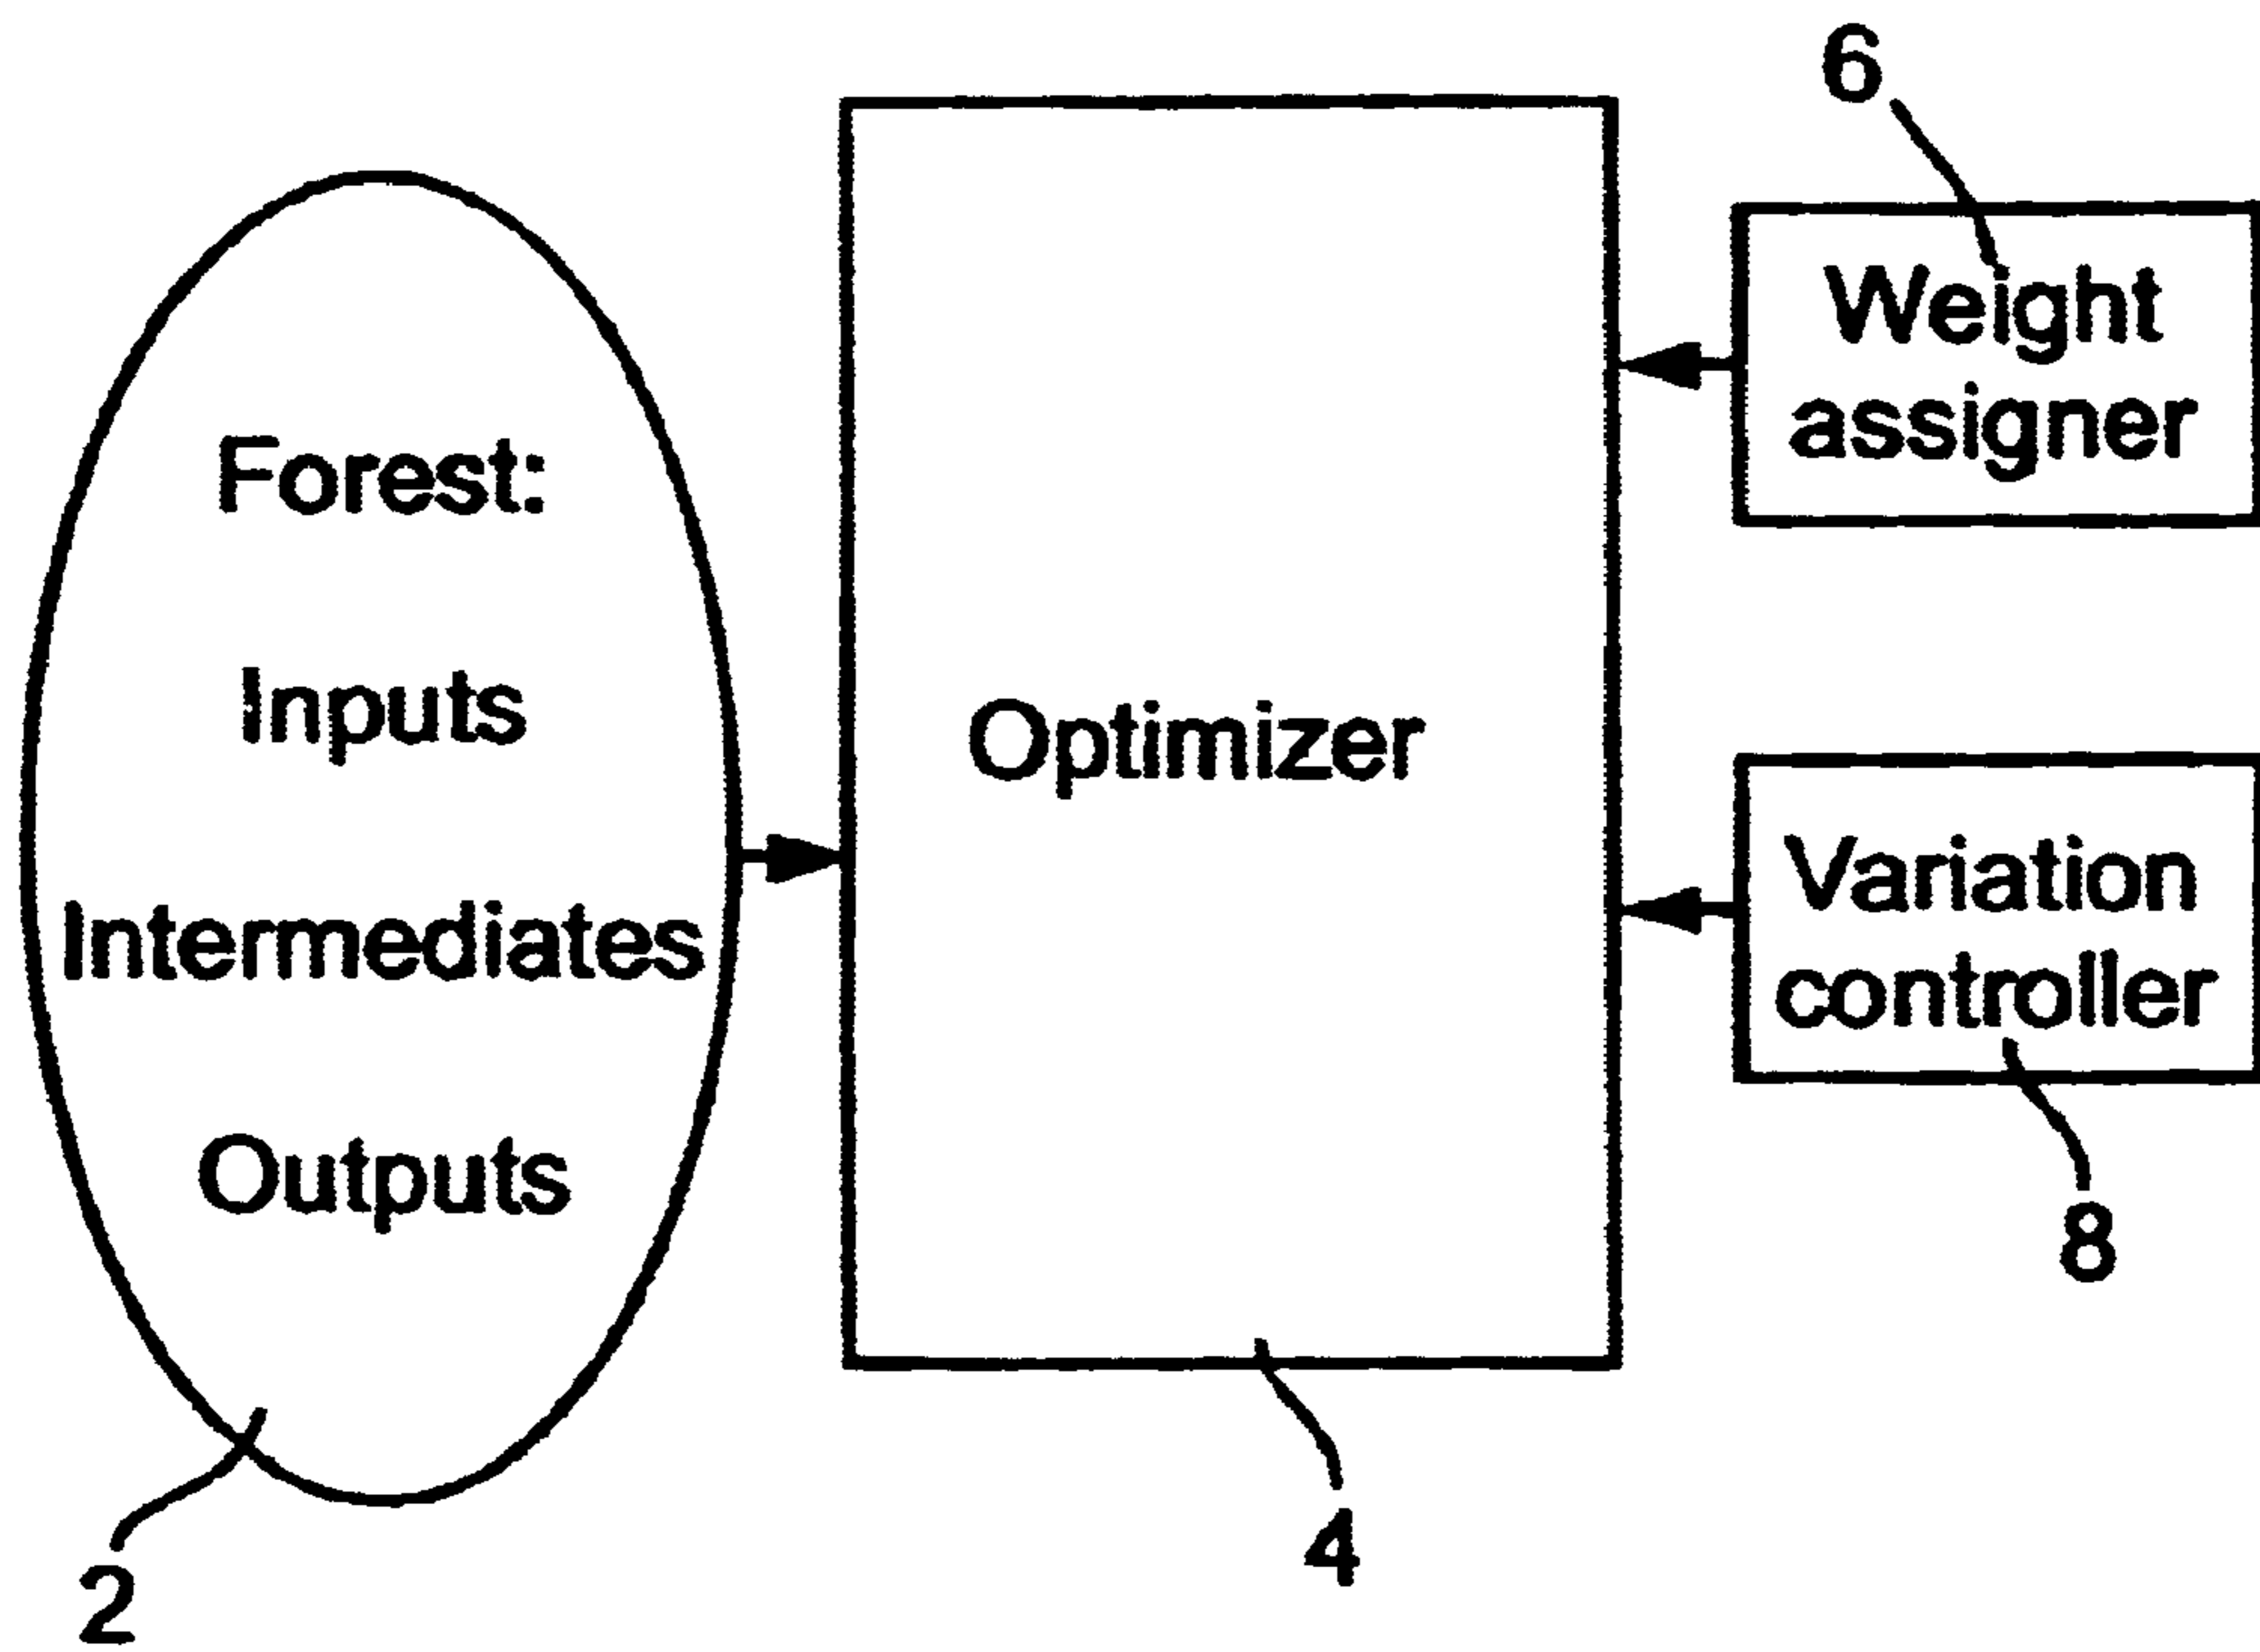 Forest:
Inputs
Intermediates
Outputs
2
Optimizer
4
6
Weight
assigner
Variation
controller
8